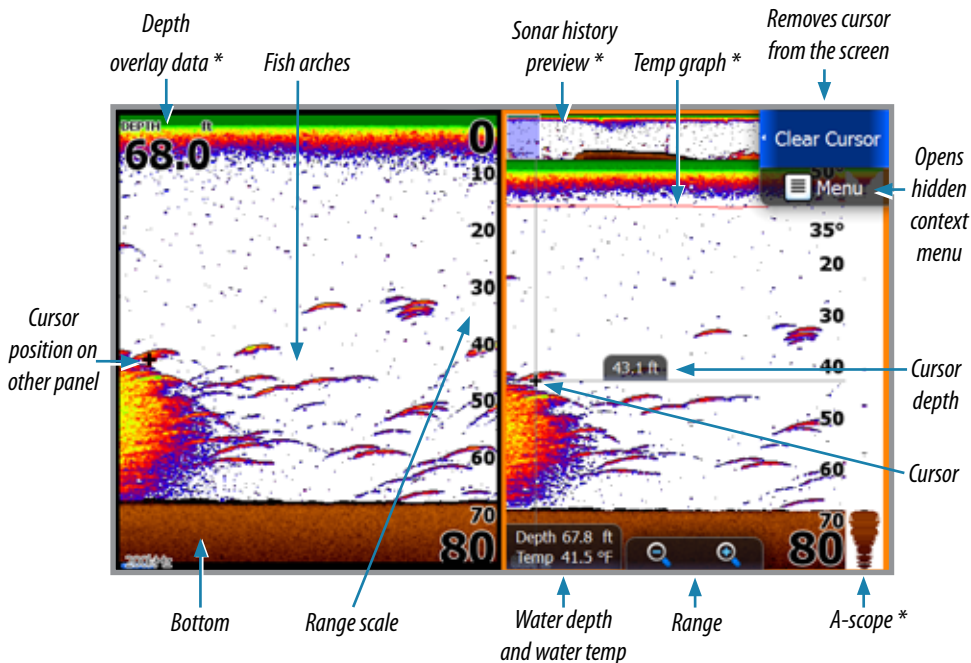 Depth
overlay data *
Fish arches
Sonar history
preview *
Temp graph *
Removes cursor
from the screen
DEPTH ft
68.0
0
10
20
30
40
50
60
70
80
200kHz
Clear Cursor
Menu
50°
35°
20
30
40
50
60
70
80
43.1 ft
Depth 67.8 ft
Temp 41.5 °F
Opens
hidden
context
menu
Cursor
position on
other panel
Cursor
depth
Cursor
Bottom
Range scale
Water depth
and water temp
Range
A-scope *